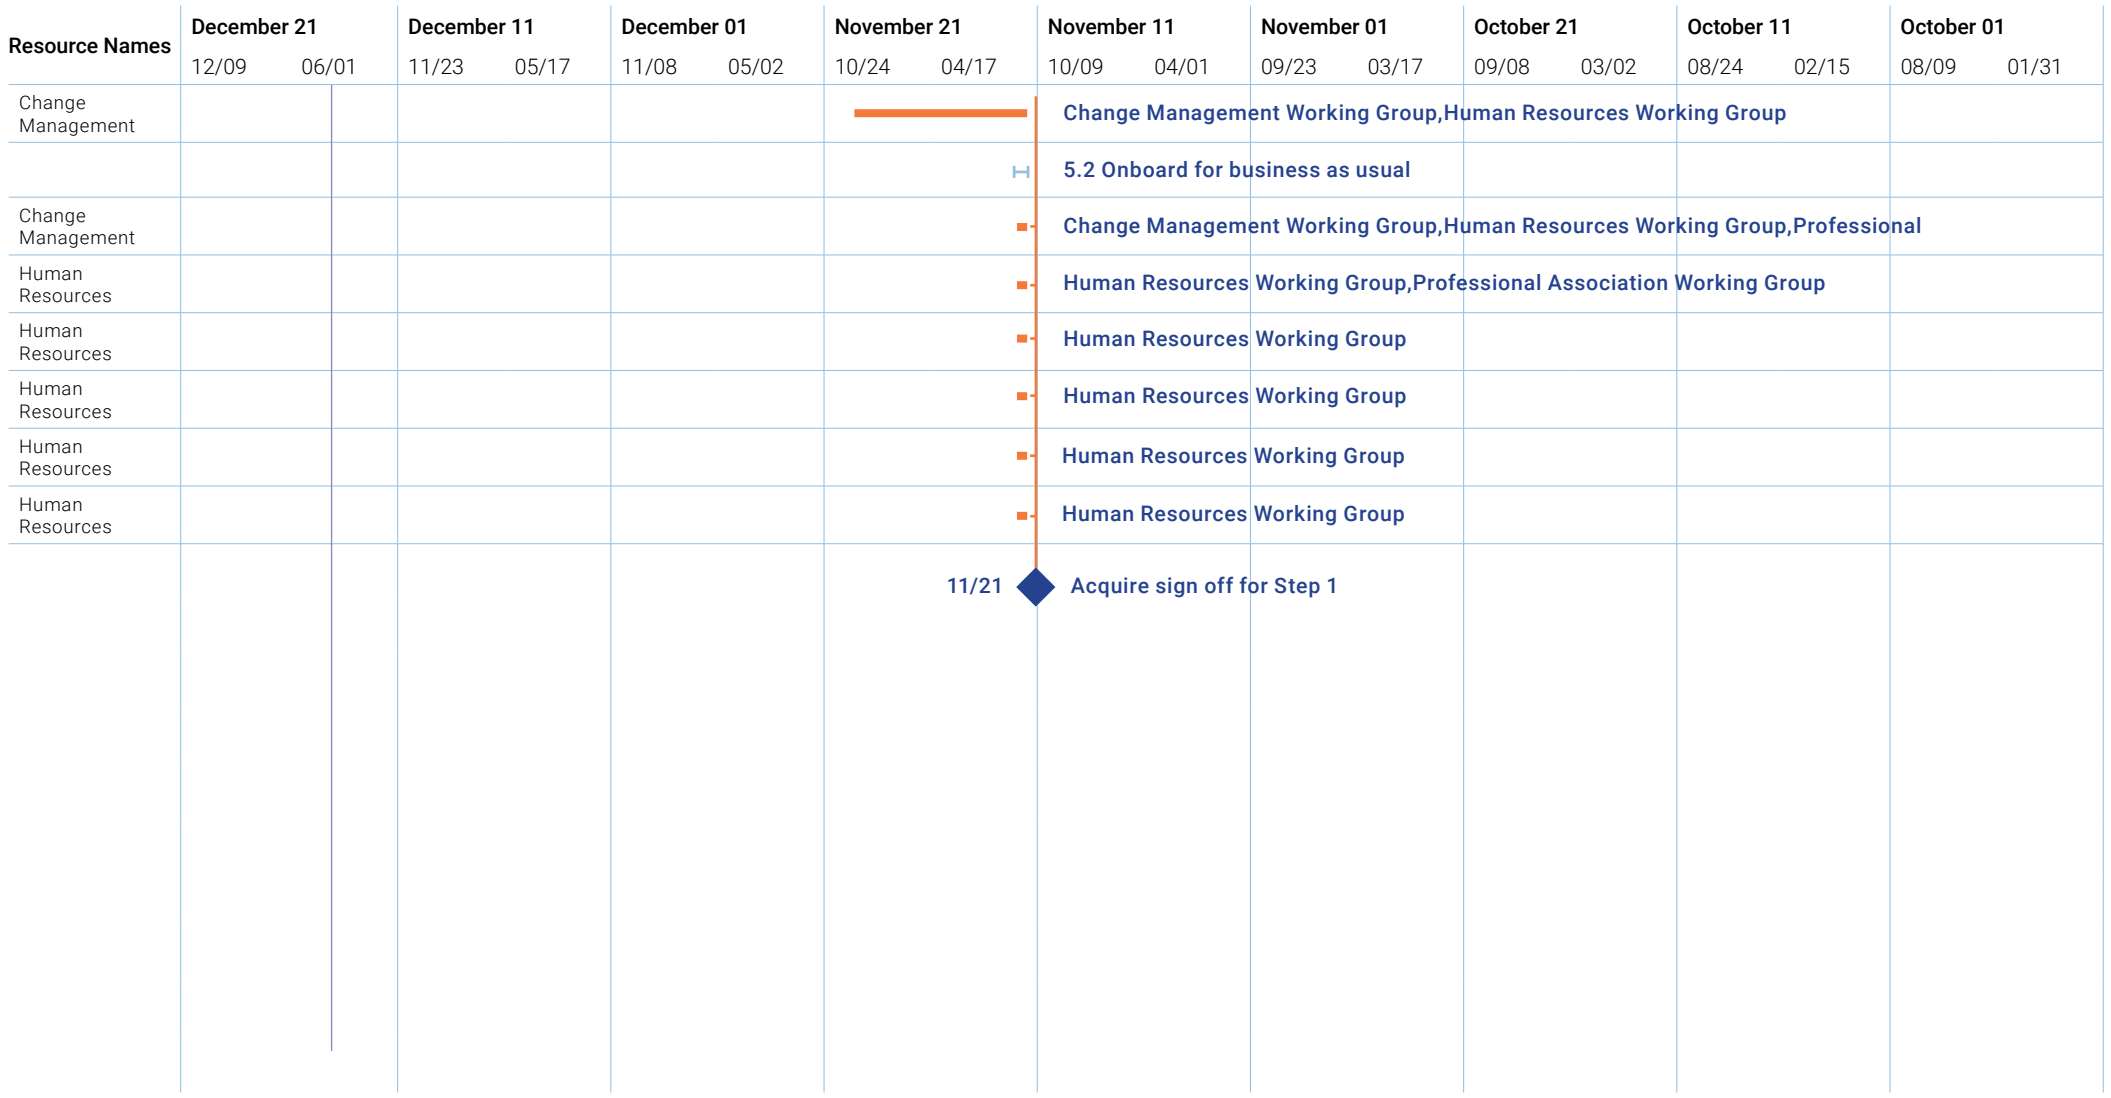 Resource Names
December 21 December 11 December 01 November 21 November 11 November 01 October 21 October 11 October 01
12/09 06/01 11/23 05/17 11/08 05/02 10/24 04/17 10/09 04/01 09/23 03/17 09/08 03/02 08/24 02/15 08/09 01/31
Change
Management
Change Management Working Group,Human Resources Working Group
5.2 Onboard for business as usual
Change
Management
Change Management Working Group,Human Resources Working Group,Professional
Human
Resources
Human Resources Working Group,Professional Association Working Group
Human
Resources
Human Resources Working Group
Human
Resources
Human Resources Working Group
Human
Resources
Human Resources Working Group
Human
Resources
Human Resources Working Group
11/21 Acquire sign off for Step 1